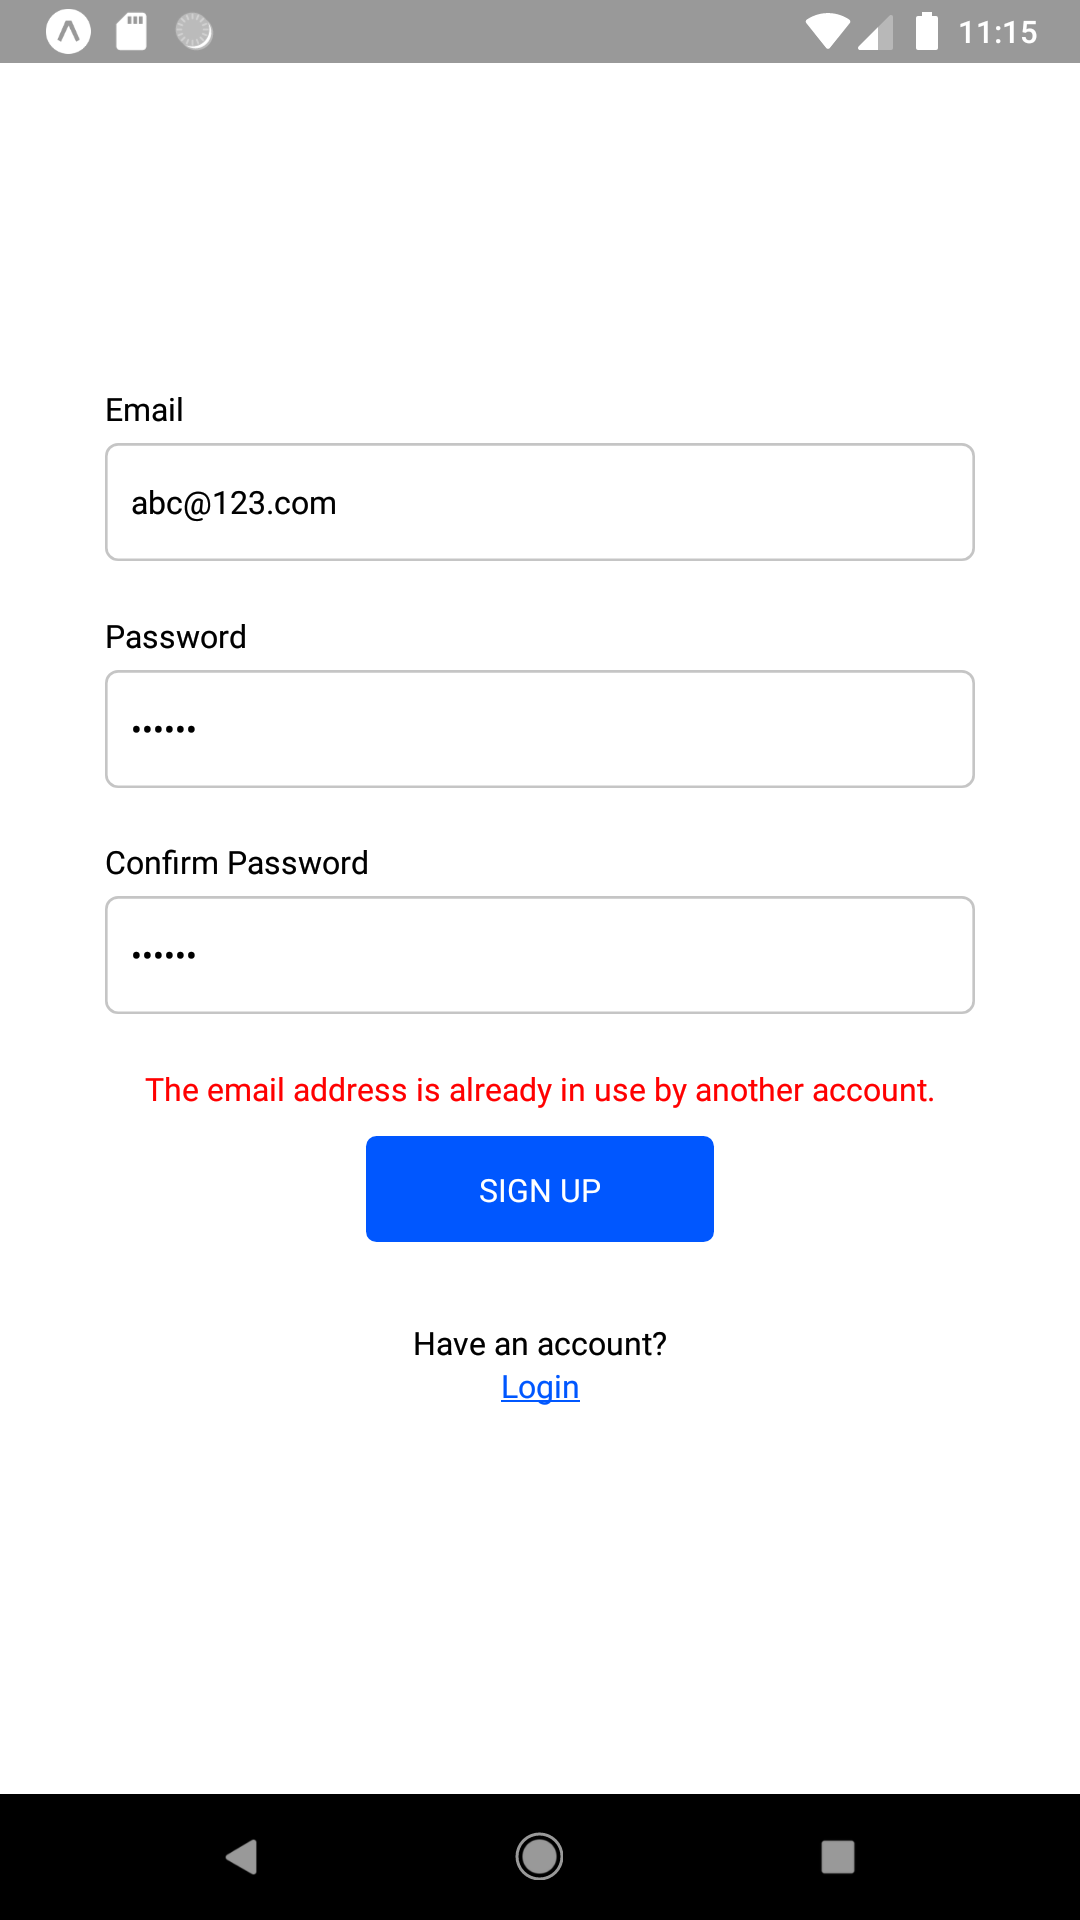 11:15
Email
abc@123.com
Password
••••••
Confirm Password
••••••
The email address is already in use by another account.
SIGN UP
Have an account?
Login